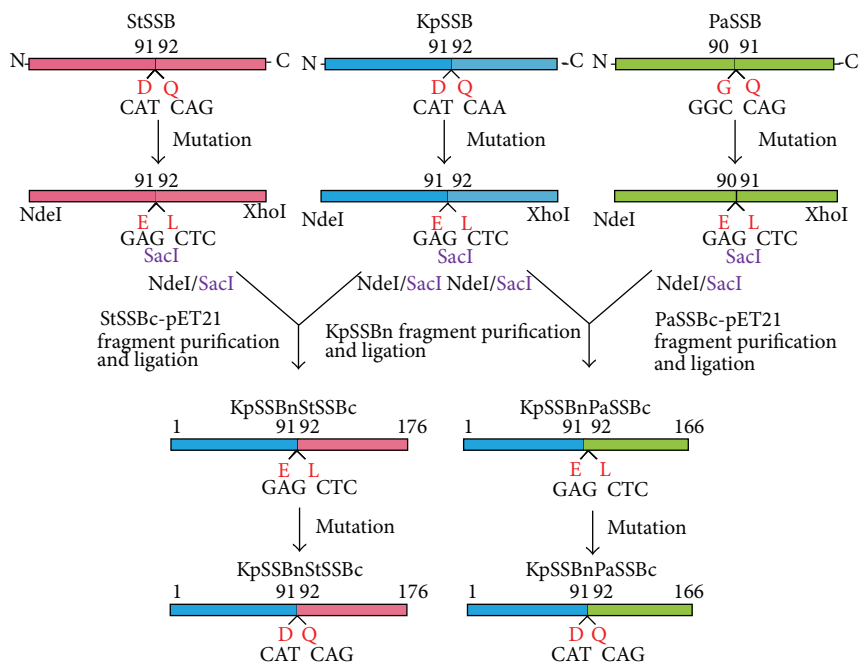 StSSB KpSSB PaSSB
91 92 91 92 90 91
N C N C N C
D Q D Q G Q
CAT CAG CAT CAA GGC CAG
Mutation Mutation Mutation
91 92 91 92 90 91
NdeI XhoI NdeI XhoI NdeI XhoI
E L E L E L
GAG CTC GAG CTC GAG CTC
SacI SacI SacI
NdeI/SacI NdeI/SacI NdeI/SacI NdeI/SacI
StSSBc-pET21
fragment purification
and ligation
KpSSBn fragment purification
and ligation
PaSSBc-pET21
fragment purification
and ligation
KpSSBnStSSBc KpSSBnPaSSBc
1 91 92 176 1 91 92 166
E L E L
GAG CTC GAG CTC
Mutation Mutation
KpSSBnStSSBc KpSSBnPaSSBc
1 91 92 176 1 91 92 166
D Q D Q
CAT CAG CAT CAG